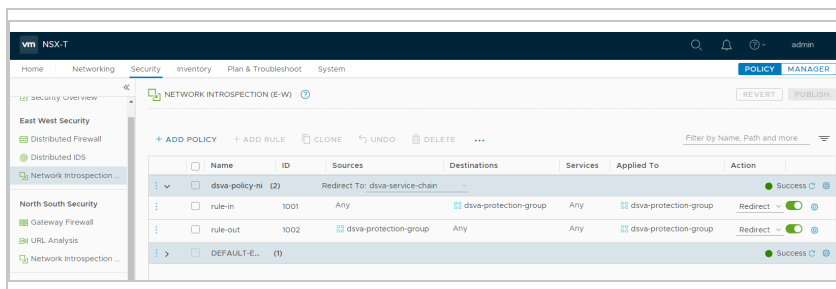 vm NSX-T admin
Home Networking Security Inventory Plan & Troubleshoot System POLICY MANAGER
Security Overview
NETWORK INTROSPECTION (E-W) REVERT PUBLISH
East West Security
Distributed Firewall
Distributed IDS
Network Introspection ...
North South Security
Gateway Firewall
URL Analysis
Network Introspection ...
+ ADD POLICY + ADD RULE CLONE UNDO DELETE ... Filter by Name, Path and more
Name ID Sources Destinations Services Applied To Action
dsva-policy-ni (2) Redirect To: dsva-service-chain Success
rule-in 1001 Any dsva-protection-group Any dsva-protection-group Redirect
rule-out 1002 dsva-protection-group Any Any dsva-protection-group Redirect
DEFAULT-E... (1) Success